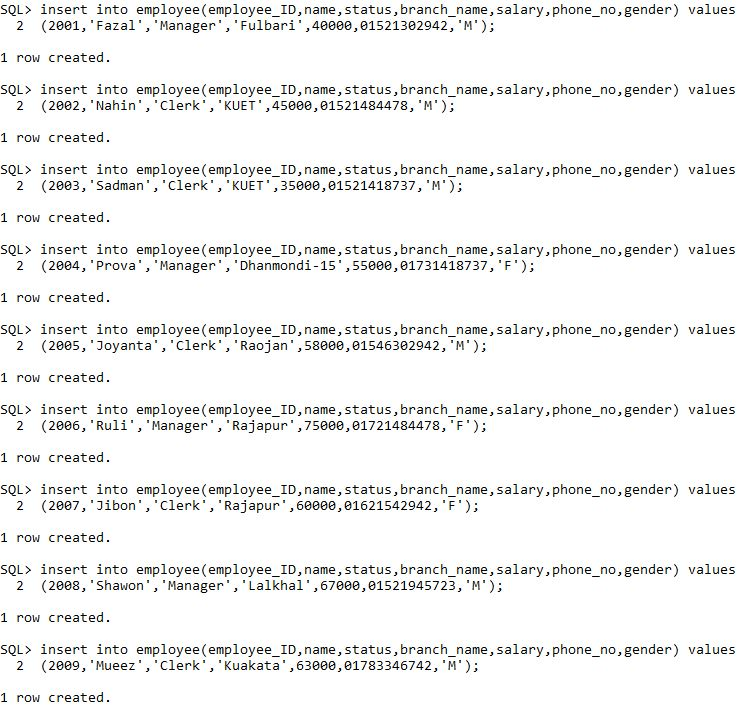 SQL> insert into employee(employee_ID,name,status,branch_name,salary,phone_no,gender) values
  2  (2001,'Fazal','Manager','Fulbari',40000,01521302942,'M');
1 row created.
SQL> insert into employee(employee_ID,name,status,branch_name,salary,phone_no,gender) values
  2  (2002,'Nahin','Clerk','KUET',45000,01521484478,'M');
1 row created.
SQL> insert into employee(employee_ID,name,status,branch_name,salary,phone_no,gender) values
  2  (2003,'Sadman','Clerk','KUET',35000,01521418737,'M');
1 row created.
SQL> insert into employee(employee_ID,name,status,branch_name,salary,phone_no,gender) values
  2  (2004,'Prova','Manager','Dhanmondi-15',55000,01731418737,'F');
1 row created.
SQL> insert into employee(employee_ID,name,status,branch_name,salary,phone_no,gender) values
  2  (2005,'Joyanta','Clerk','Raojan',58000,01546302942,'M');
1 row created.
SQL> insert into employee(employee_ID,name,status,branch_name,salary,phone_no,gender) values
  2  (2006,'Ruli','Manager','Rajapur',75000,01721484478,'F');
1 row created.
SQL> insert into employee(employee_ID,name,status,branch_name,salary,phone_no,gender) values
  2  (2007,'Jibon','Clerk','Rajapur',60000,01621542942,'F');
1 row created.
SQL> insert into employee(employee_ID,name,status,branch_name,salary,phone_no,gender) values
  2  (2008,'Shawon','Manager','Lalkhal',67000,01521945723,'M');
1 row created.
SQL> insert into employee(employee_ID,name,status,branch_name,salary,phone_no,gender) values
  2  (2009,'Mueez','Clerk','Kuakata',63000,01783346742,'M');
1 row created.